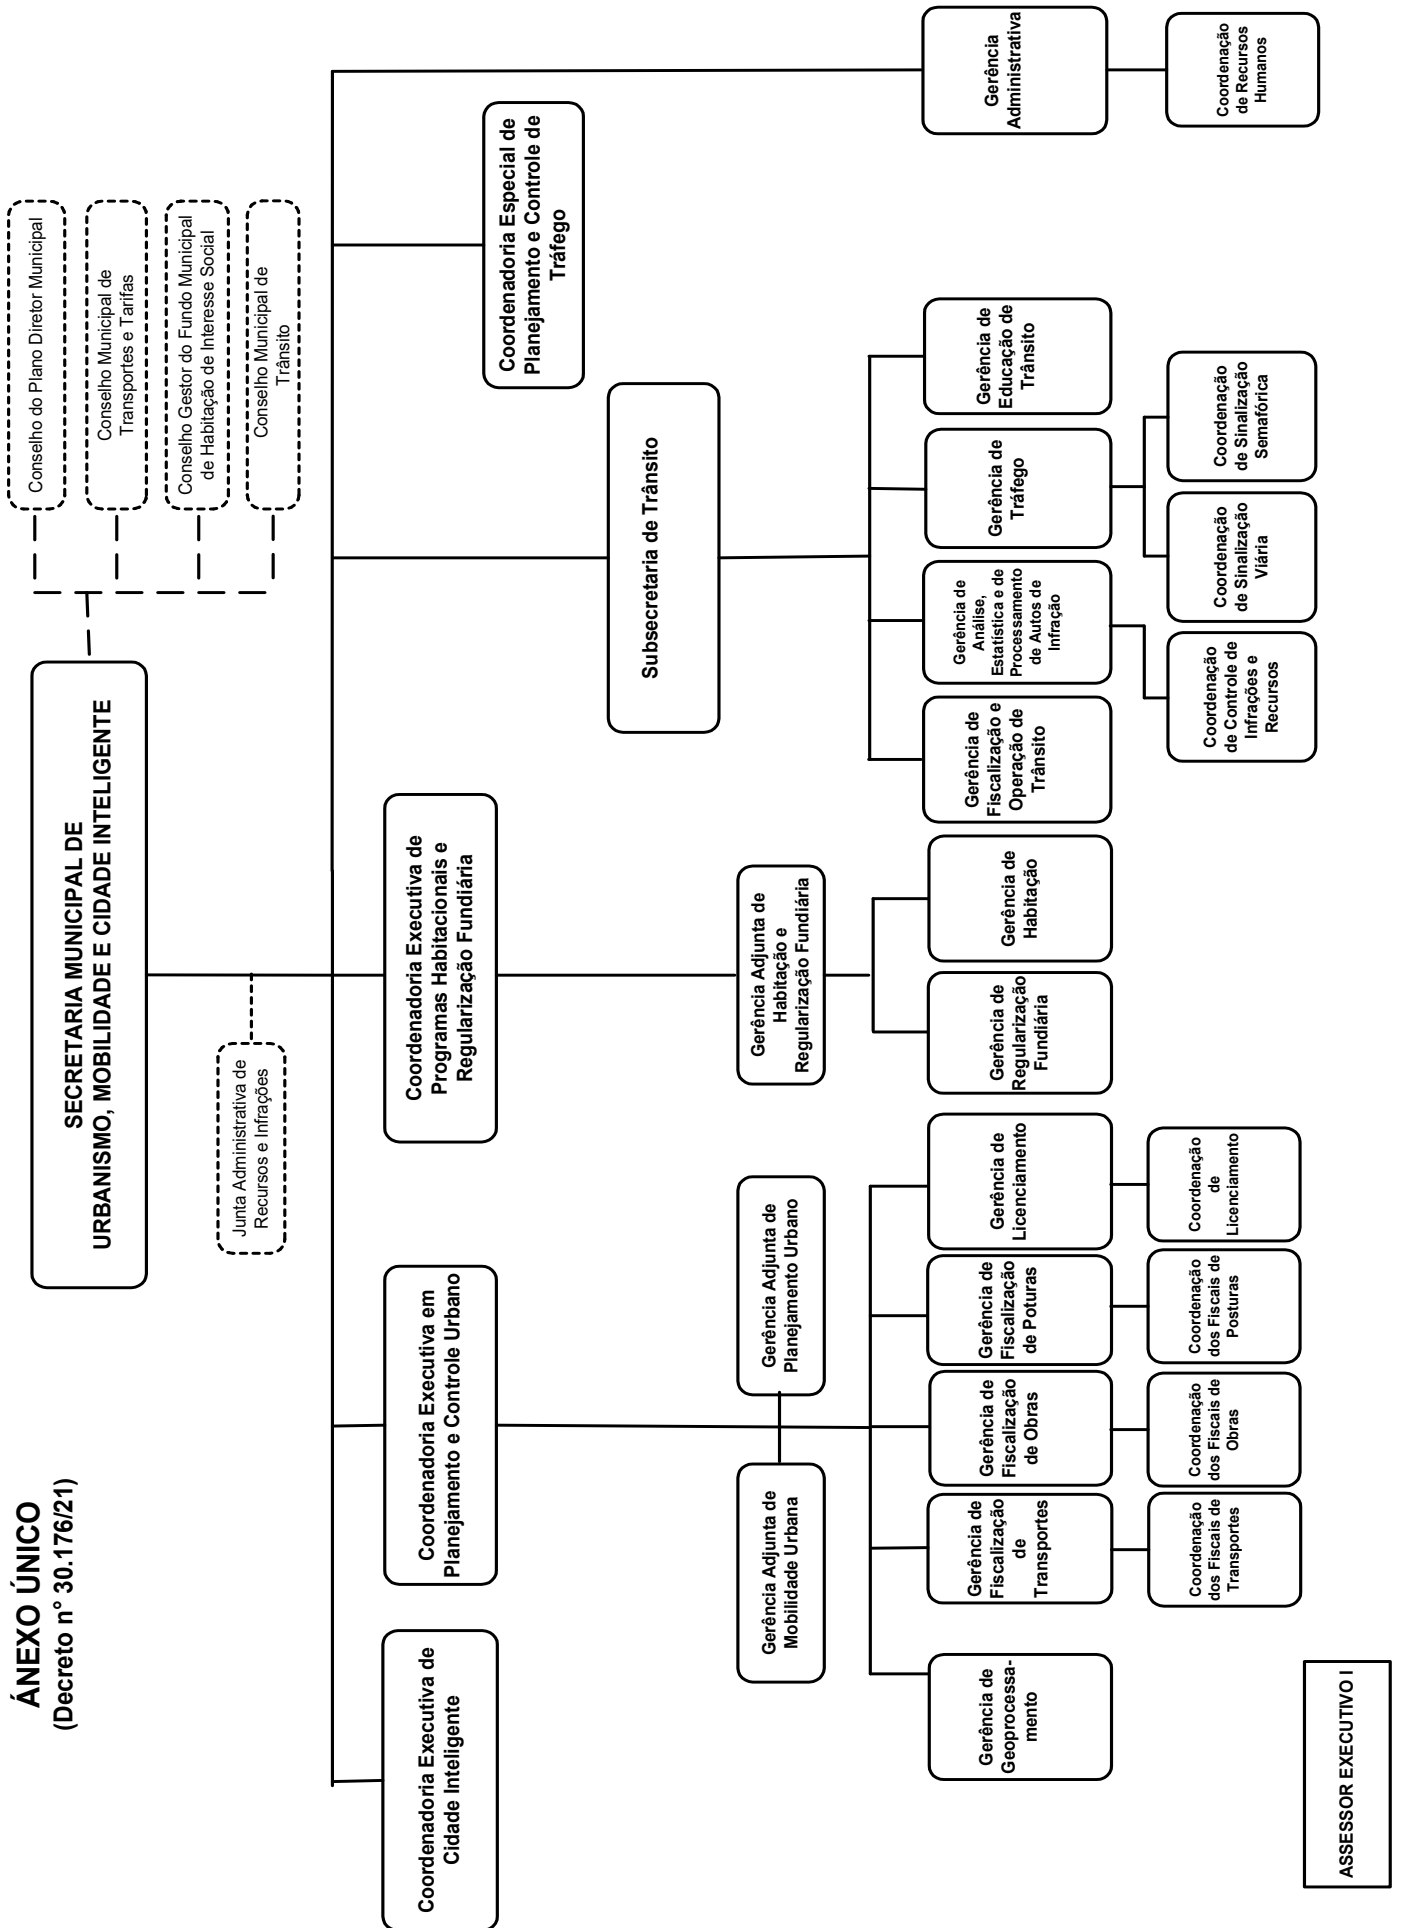 ÁNEXO ÚNICO
(Decreto n° 30.176/21)
SECRETARIA MUNICIPAL DE
URBANISMO, MOBILIDADE E CIDADE INTELIGENTE
Conselho do Plano Diretor Municipal
Conselho Municipal de
Transportes e Tarifas
Conselho Gestor do Fundo Municipal
de Habitação de Interesse Social
Conselho Municipal de
Trânsito
Junta Administrativa de
Recursos e Infrações
Coordenadoria Executiva de
Cidade Inteligente
Coordenadoria Executiva em
Planejamento e Controle Urbano
Coordenadoria Executiva de
Programas Habitacionais e
Regularização Fundiária
Subsecretaria de Trânsito
Coordenadoria Especial de
Planejamento e Controle de
Tráfego
Gerência Adjunta de
Mobilidade Urbana
Gerência Adjunta de
Planejamento Urbano
Gerência Adjunta de
Habitação e
Regularização Fundiária
Gerência de
Geoprocessa-
mento
Gerência de
Fiscalização
de
Transportes
Gerência de
Fiscalização
de Obras
Gerência de
Fiscalização
de Poturas
Gerência de
Licenciamento
Gerência de
Regularização
Fundiária
Gerência de
Habitação
Gerência de
Fiscalização e
Operação de
Trânsito
Gerência de
Análise,
Estatística e de
Processamento
de Autos de
Infração
Gerência de
Tráfego
Gerência de
Educação de
Trânsito
Gerência
Administrativa
Coordenação
dos Fiscais de
Transportes
Coordenação
dos Fiscais de
Obras
Coordenação
dos Fiscais de
Posturas
Coordenação
de
Licenciamento
Coordenação
de Controle de
Infrações e
Recursos
Coordenação
de Sinalização
Viária
Coordenação
de Sinalização
Semafórica
Coordenação
de Recursos
Humanos
ASSESSOR EXECUTIVO I